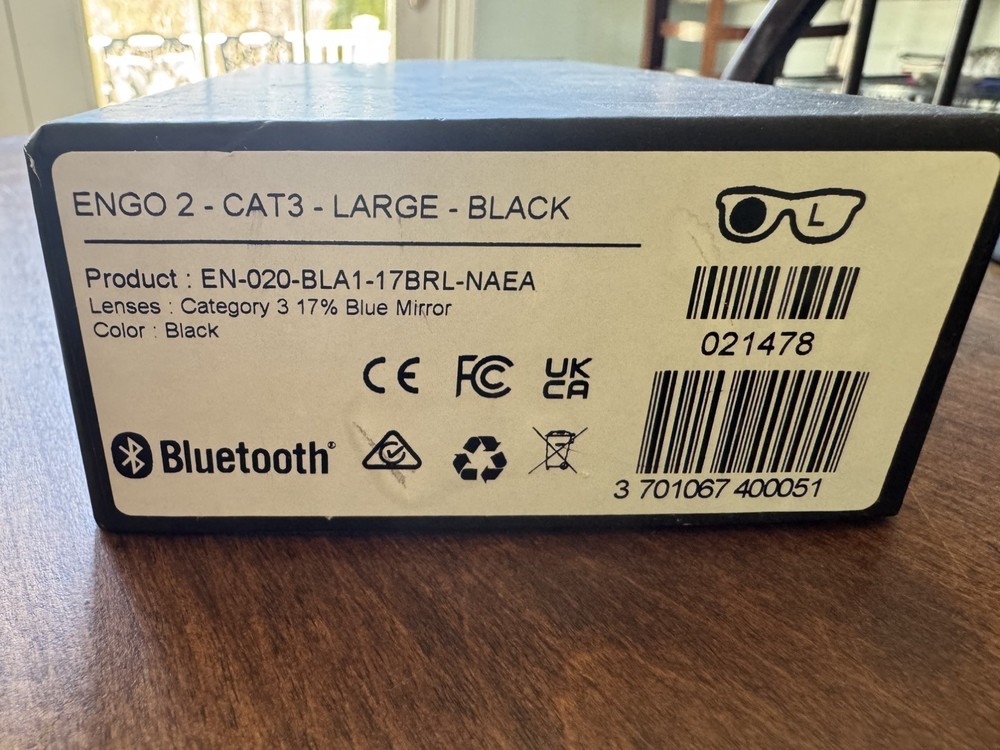 ENGO 2 - CAT3 - LARGE - BLACK
L
Product : EN-020-BLA1-17BRL-NAEA
Lenses : Category 3 17% Blue Mirror
Color : Black
021478
CE FC UK
CA
Bluetooth®
3 701067 400051